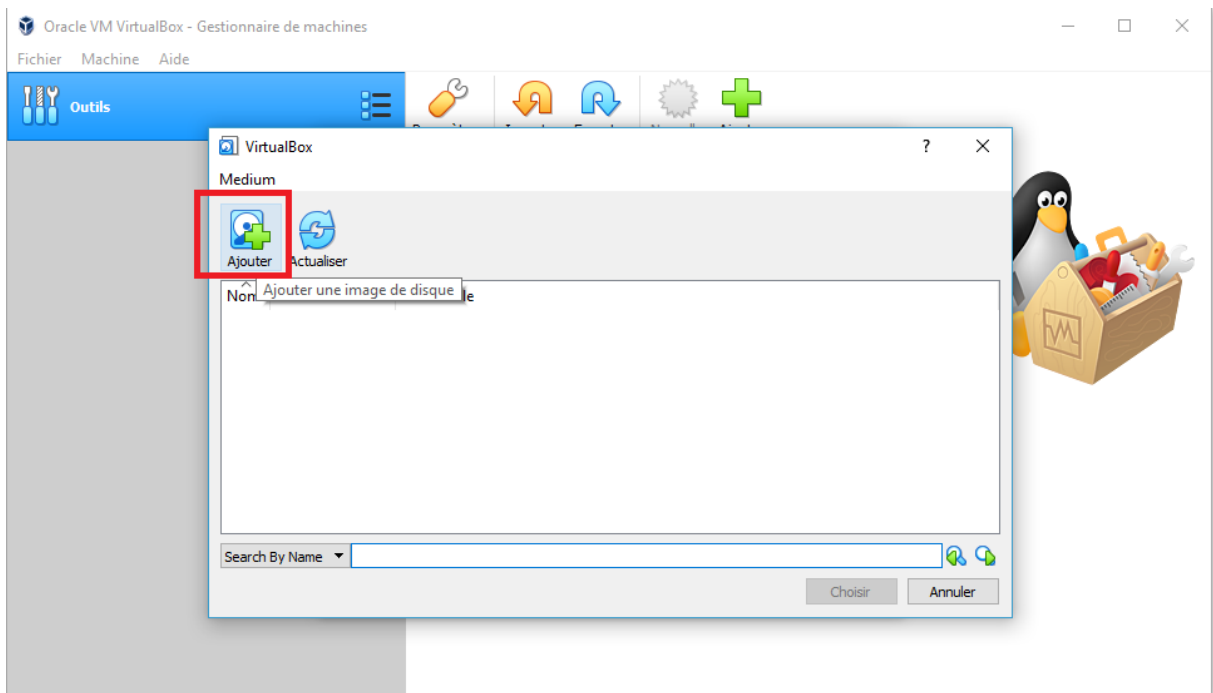 Oracle VM VirtualBox - Gestionnaire de machines
Fichier Machine Aide
Outils
VirtualBox ?
Medium
Ajouter Actualiser
Ajouter une image de disque
Search By Name
Choisir Annuler